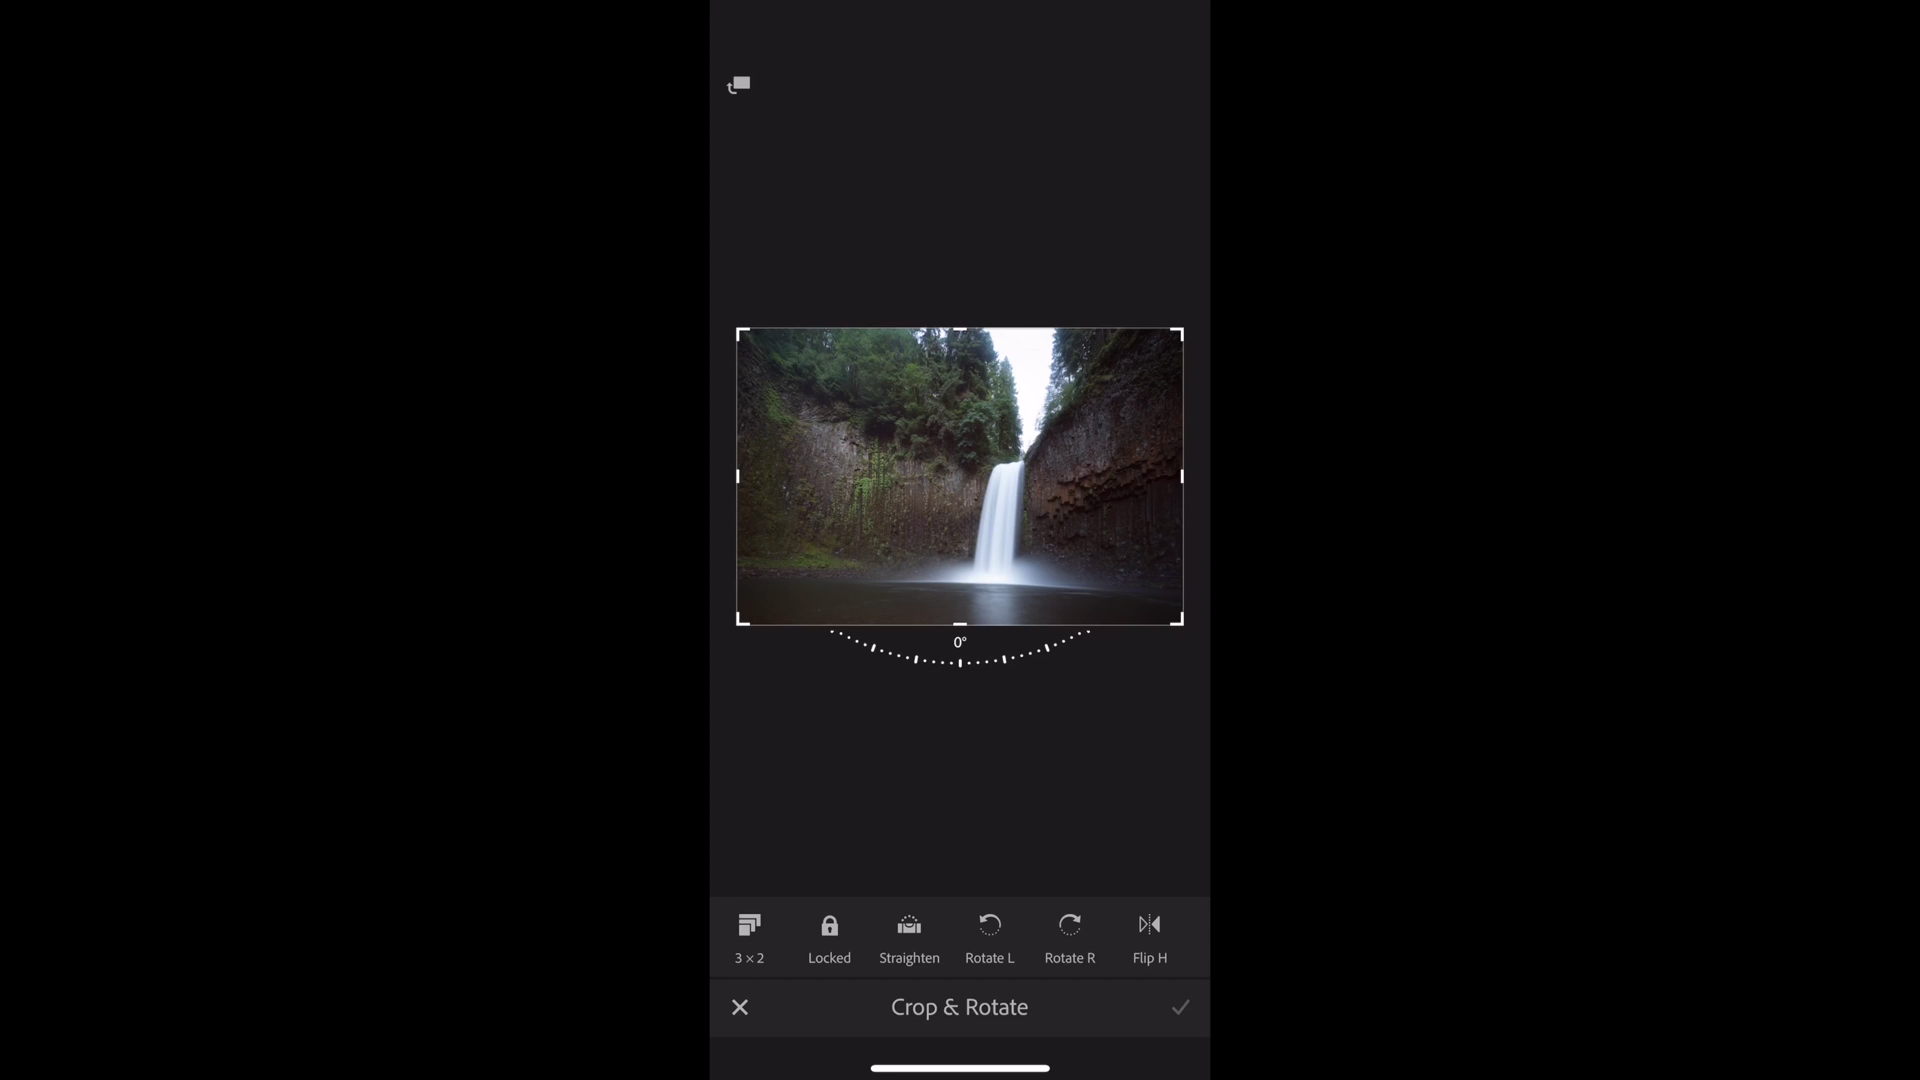 0°
3 × 2
Locked
Straighten
Rotate L
Rotate R
Flip H
Crop & Rotate